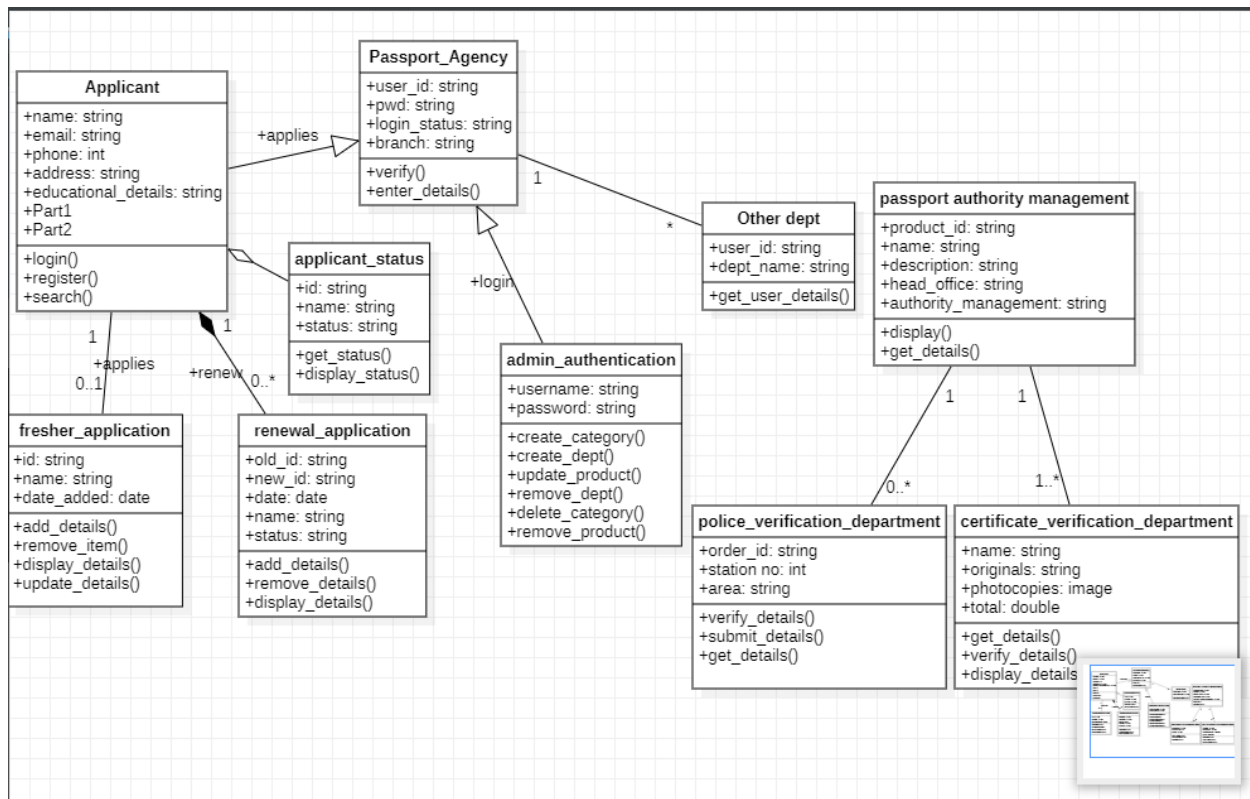 Passport_Agency
+user_id: string
+pwd: string
+login_status: string
+branch: string
+verify()
+enter_details()
Applicant
+name: string
+email: string
+phone: int
+address: string
+educational_details: string
+Part1
+Part2
+login()
+register()
+search()
+applies
1
*
Other dept
+user_id: string
+dept_name: string
+get_user_details()
passport authority management
+product_id: string
+name: string
+description: string
+head_office: string
+authority_management: string
+display()
+get_details()
applicant_status
+id: string
+name: string
+status: string
+get_status()
+display_status()
+login
admin_authentication
+username: string
+password: string
+create_category()
+create_dept()
+update_product()
+remove_dept()
+delete_category()
+remove_product()
1
+applies
0..1
1
+renew
0..*
fresher_application
+id: string
+name: string
+date_added: date
+add_details()
+remove_item()
+display_details()
+update_details()
renewal_application
+old_id: string
+new_id: string
+date: date
+name: string
+status: string
+add_details()
+remove_details()
+display_details()
1
0..*
1
1..*
police_verification_department
+order_id: string
+station no: int
+area: string
+verify_details()
+submit_details()
+get_details()
certificate_verification_department
+name: string
+originals: string
+photocopies: image
+total: double
+get_details()
+verify_details()
+display_details